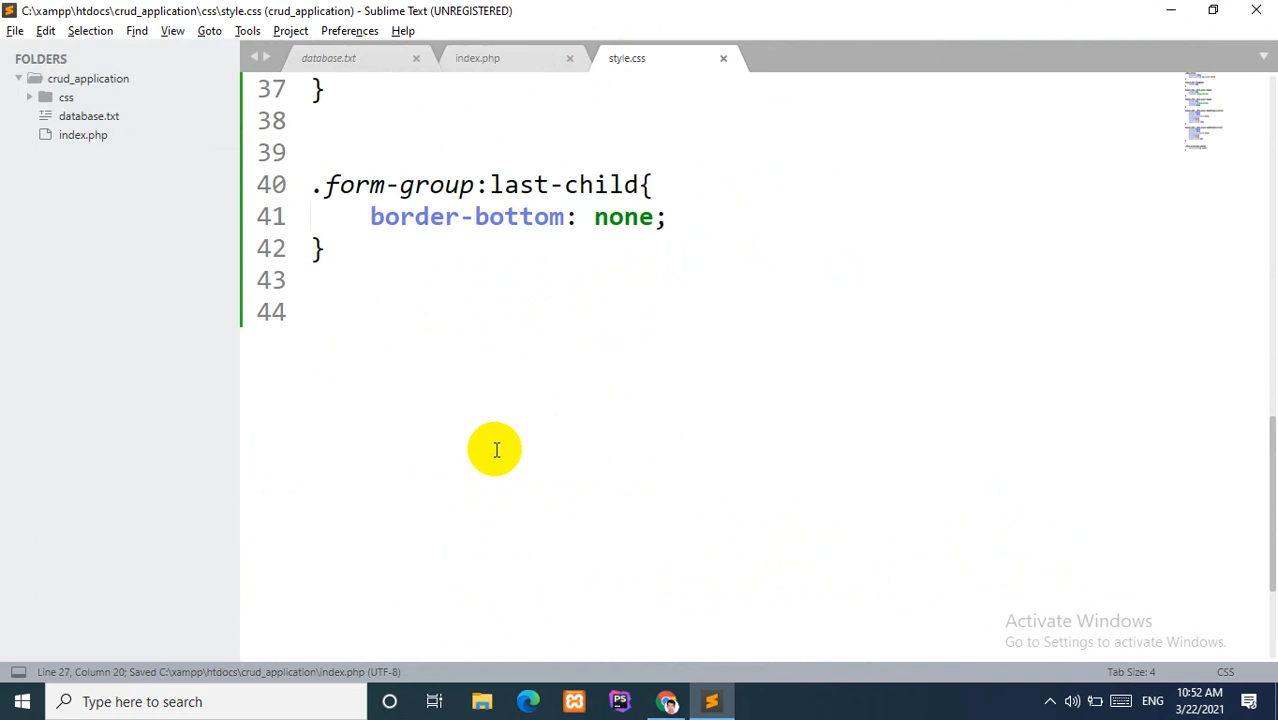 C:\xampp\htdocs\crud_application\css\style.css (crud_application) - Sublime Text (UNREGISTERED)
File Edit Selection Find View Goto Tools Project Preferences Help
FOLDERS
crud_application
css
database.txt
index.php
database.txt index.php style.css
37 }
38
39
40 .form-group:last-child{
41 border-bottom: none;
42 }
43
44
Activate Windows
Go to Settings to activate Windows.
Line 27, Column 20; Saved C:\xampp\htdocs\crud_application\index.php (UTF-8) Tab Size: 4 CSS
Type here to search
ENG
10:52 AM
3/22/2021